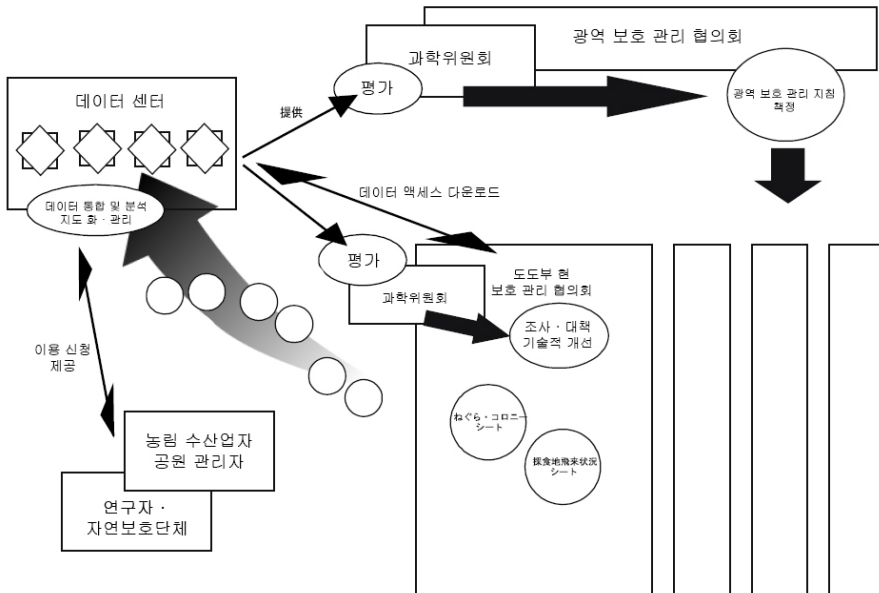 광역 보호 관리 협의회
과학위원회
평가
광역 보호 관리 지침
책정
데이터 센터
提供
데이터 통합 및 분석
지도 화 · 관리
데이터 액세스 다운로드
평가
과학위원회
도도부 현
보호 관리 협의회
조사 · 대책
기술적 개선
이용 신청
제공
ねぐら・コロニー
シート
採食地飛来状況
シート
농림 수산업자
공원 관리자
연구자 ·
자연보호단체